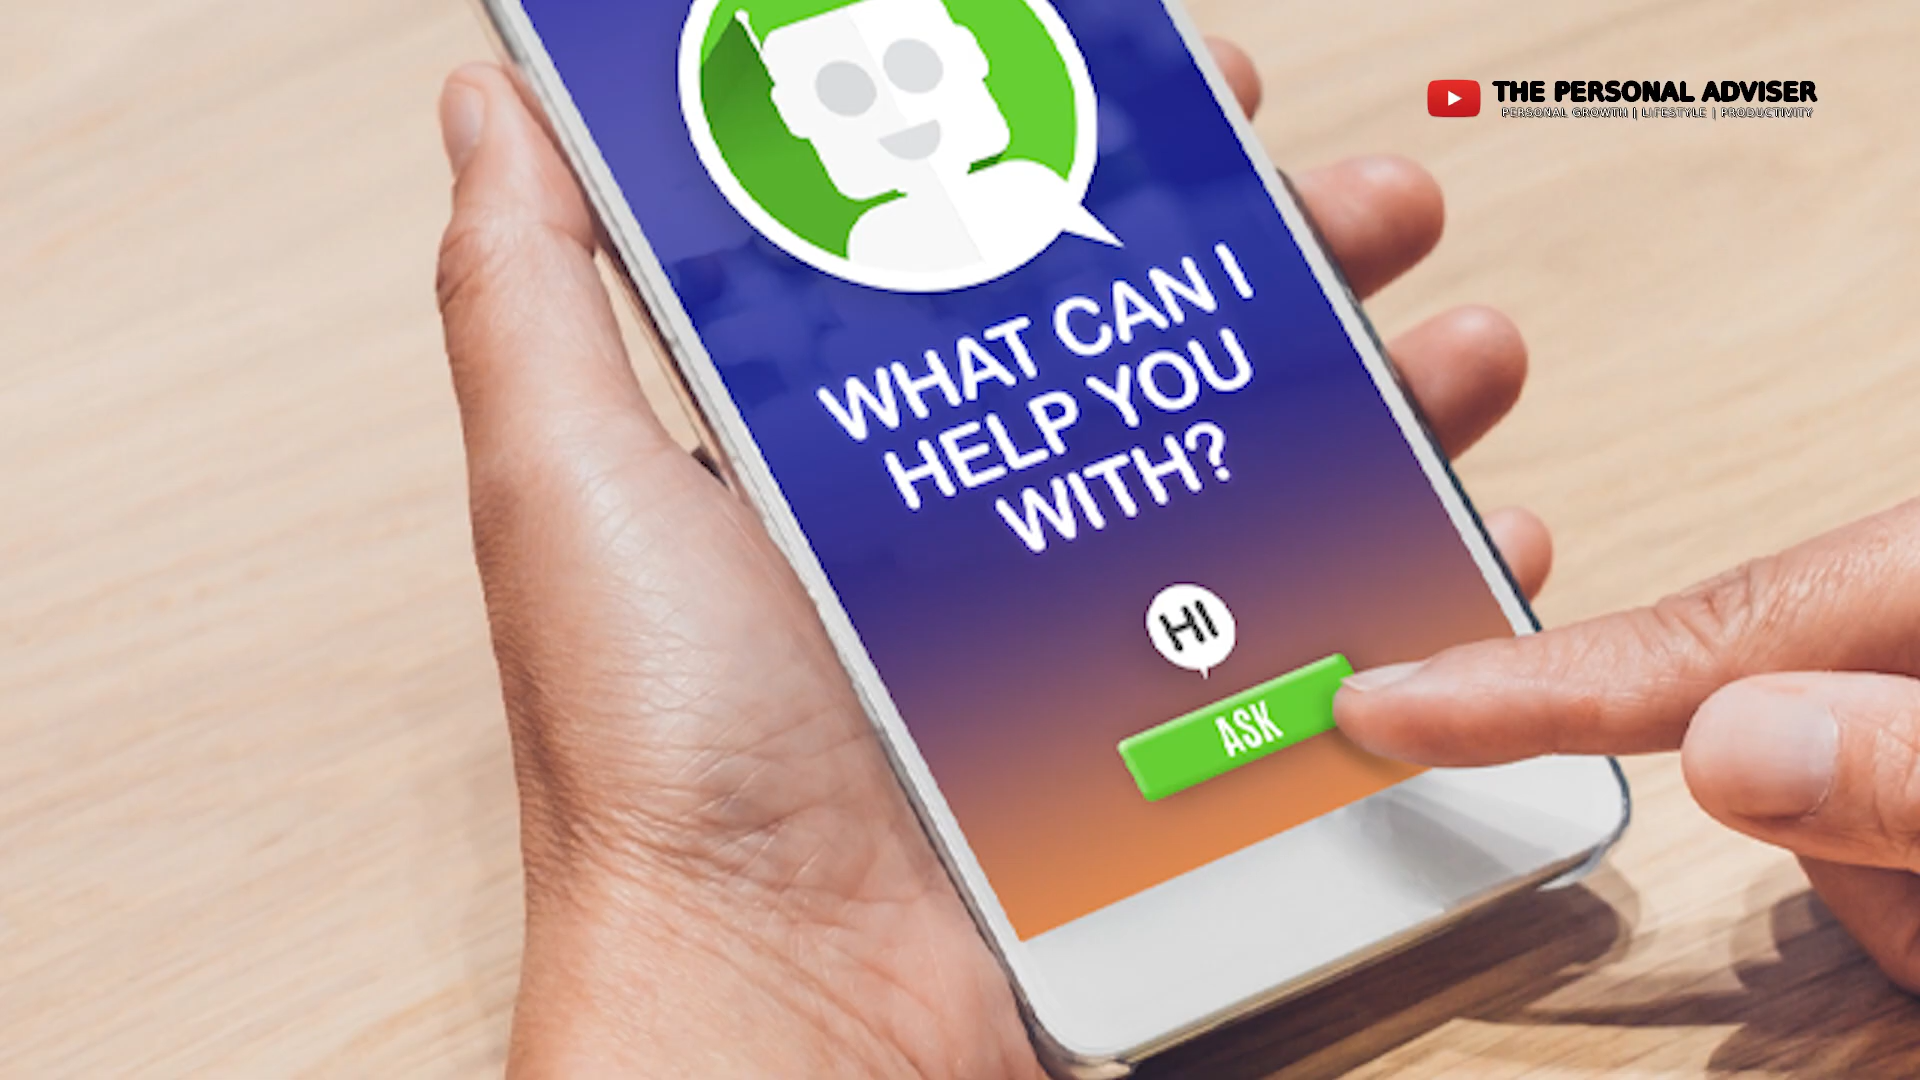 THE PERSONAL ADVISER
PERSONAL GROWTH | LIFESTYLE | PRODUCTIVITY
WHAT CAN I
HELP YOU
WITH?
HI
ASK